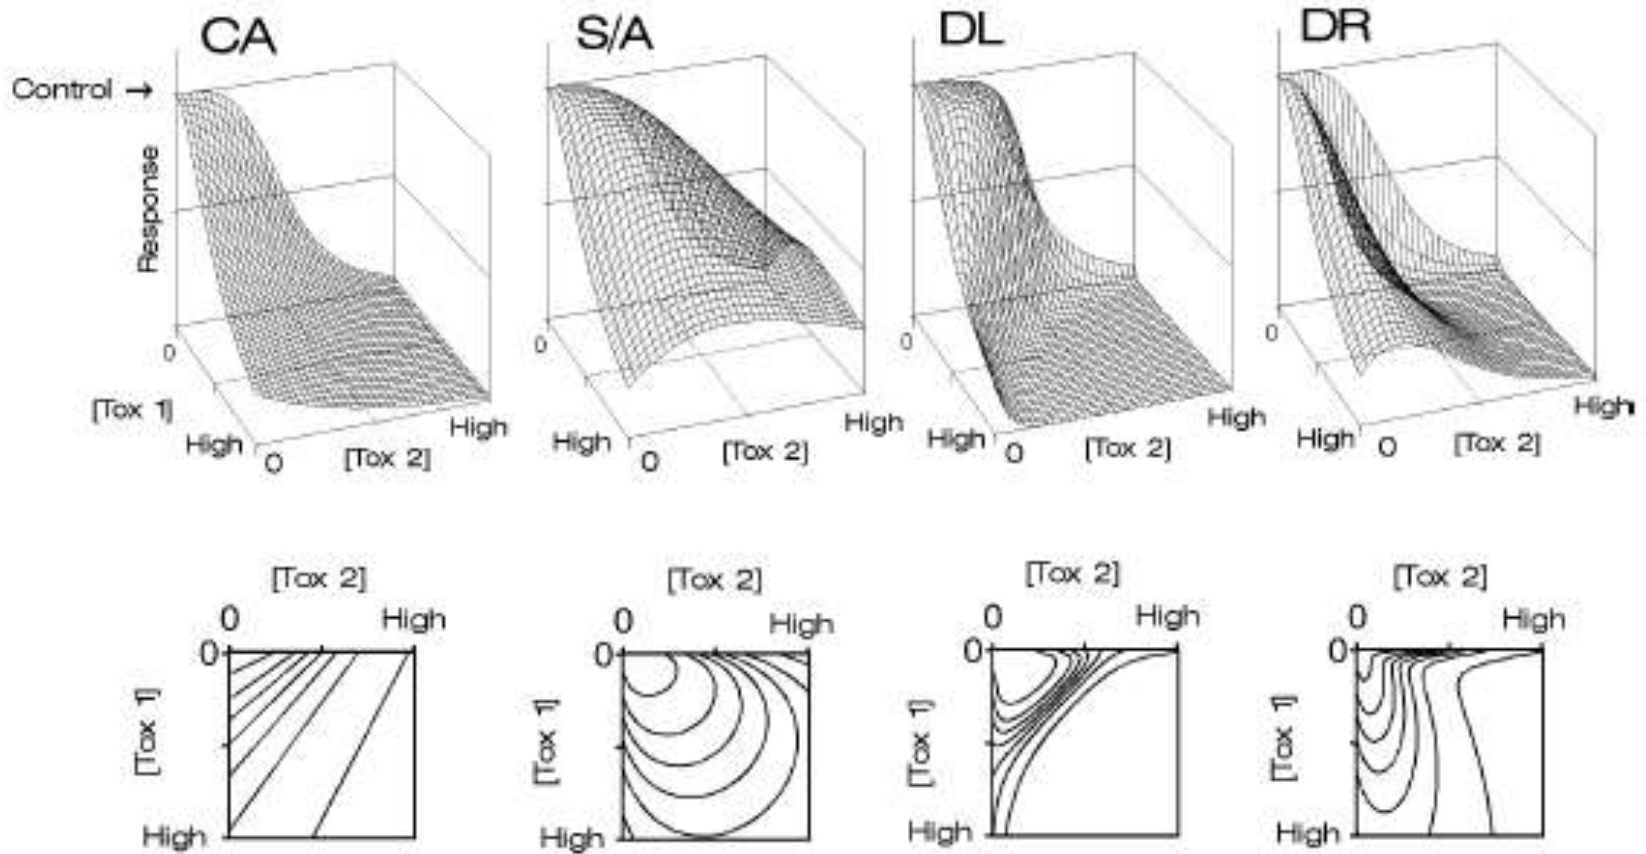 CA S/A DL DR
Control →
Response
0 0 0 0
[Tox 1]
High High High High
0 0 0 0
[Tox 2] [Tox 2] [Tox 2] [Tox 2]
High High High High
[Tox 2] [Tox 2] [Tox 2] [Tox 2]
0 High 0 High 0 High 0 High
0 0 0 0
[Tox 1] [Tox 1] [Tox 1] [Tox 1]
High High High High